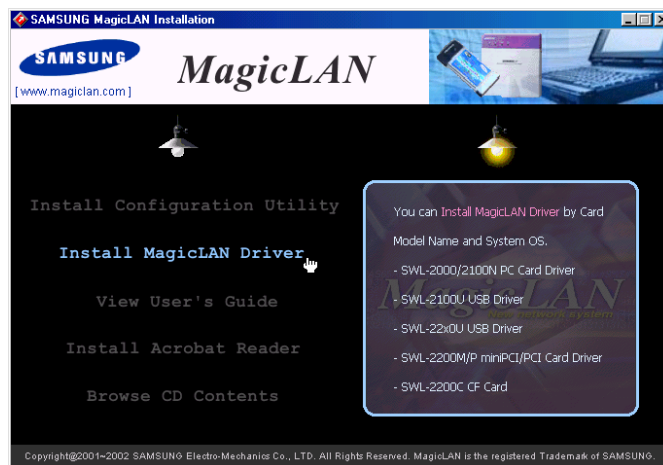 SAMSUNG MagicLAN Installation
SAMSUNG
[ www.magiclan.com ]
MagicLAN
Install Configuration Utility
Install MagicLAN Driver
View User's Guide
Install Acrobat Reader
Browse CD Contents
You can Install MagicLAN Driver by Card
Model Name and System OS.
- SWL-2000/2100N PC Card Driver
- SWL-2100U USB Driver
- SWL-22x0U USB Driver
- SWL-2200M/P miniPCI/PCI Card Driver
- SWL-2200C CF Card
MagicLAN
New network system
Copyright@2001~2002 SAMSUNG Electro-Mechanics Co., LTD. All Rights Reserved. MagicLAN is the registered Trademark of SAMSUNG.